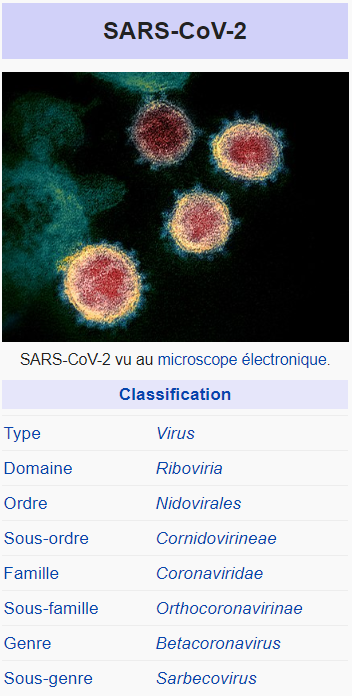 SARS-CoV-2
SARS-CoV-2 vu au microscope électronique.
Classification
Type Virus
Domaine Riboviria
Ordre Nidovirales
Sous-ordre Cornidovirineae
Famille Coronaviridae
Sous-famille Orthocoronavirinae
Genre Betacoronavirus
Sous-genre Sarbecovirus